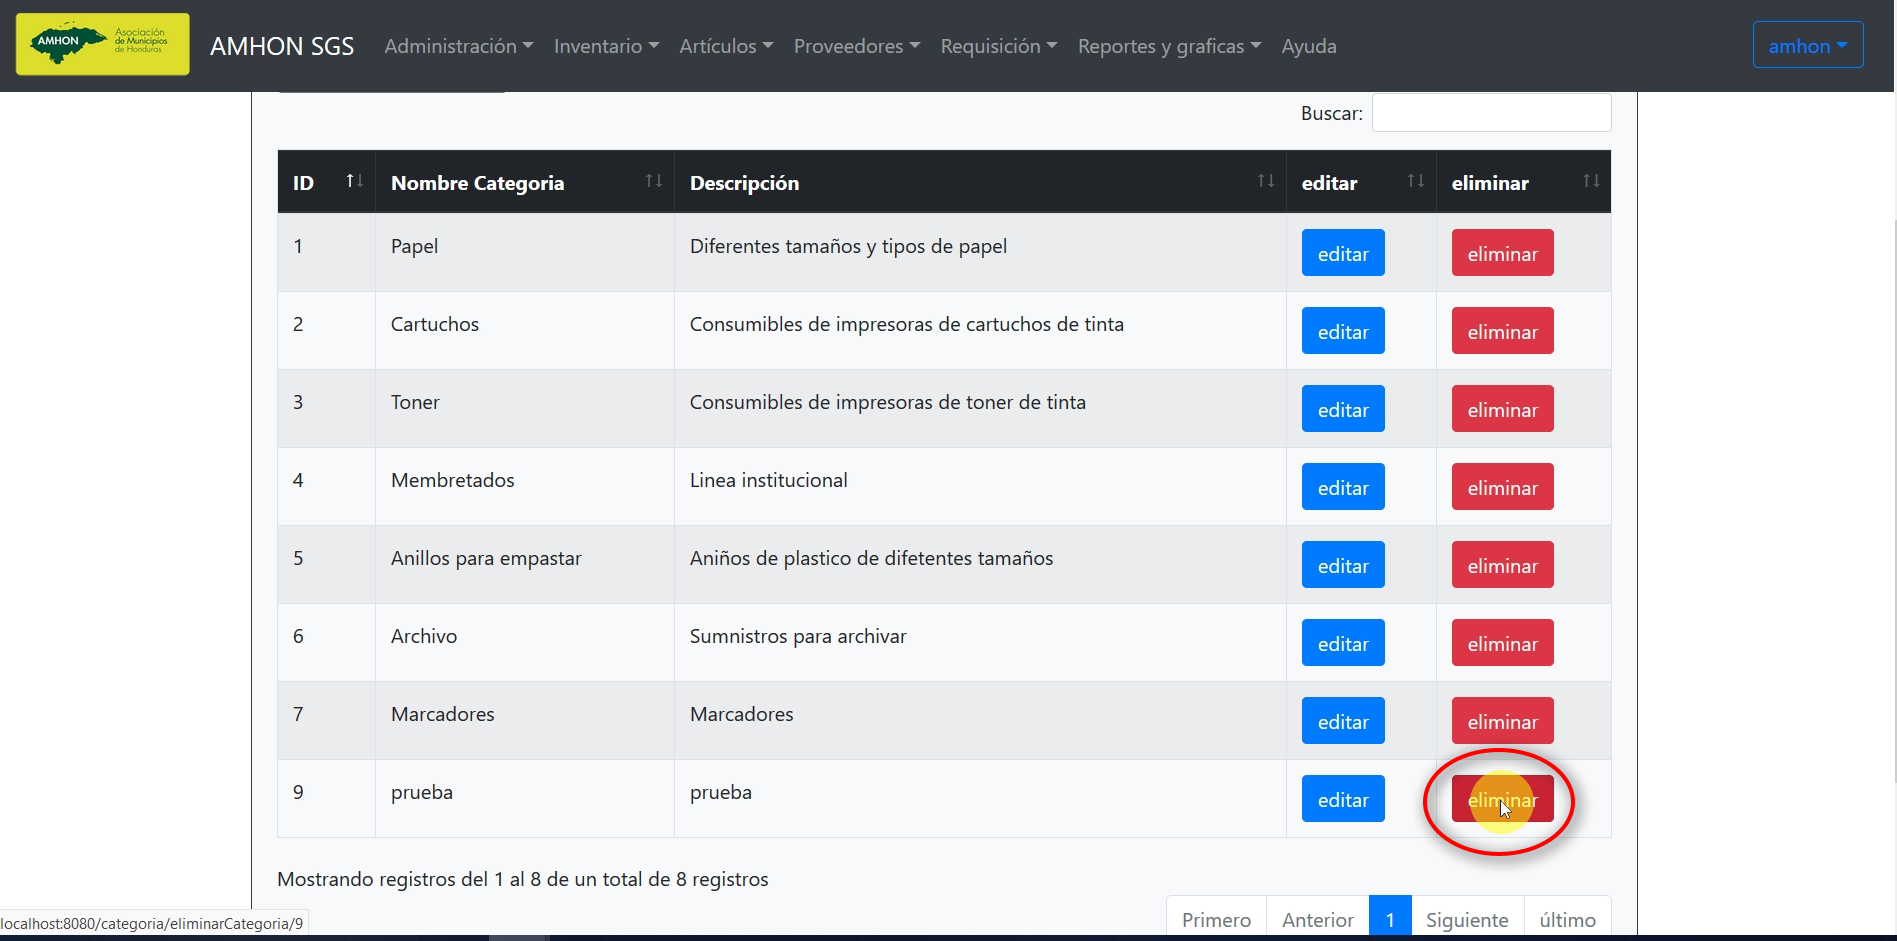 AMHON
Asociación
de Municipios
de Honduras
AMHON SGS Administración Inventario Artículos Proveedores Requisición Reportes y graficas Ayuda amhon
Buscar:
ID Nombre Categoria Descripción editar eliminar
1 Papel Diferentes tamaños y tipos de papel editar eliminar
2 Cartuchos Consumibles de impresoras de cartuchos de tinta editar eliminar
3 Toner Consumibles de impresoras de toner de tinta editar eliminar
4 Membretados Linea institucional editar eliminar
5 Anillos para empastar Aniños de plastico de difetentes tamaños editar eliminar
6 Archivo Sumnistros para archivar editar eliminar
7 Marcadores Marcadores editar eliminar
9 prueba prueba editar eliminar
Mostrando registros del 1 al 8 de un total de 8 registros
Primero Anterior 1 Siguiente último
localhost:8080/categoria/eliminarCategoria/9